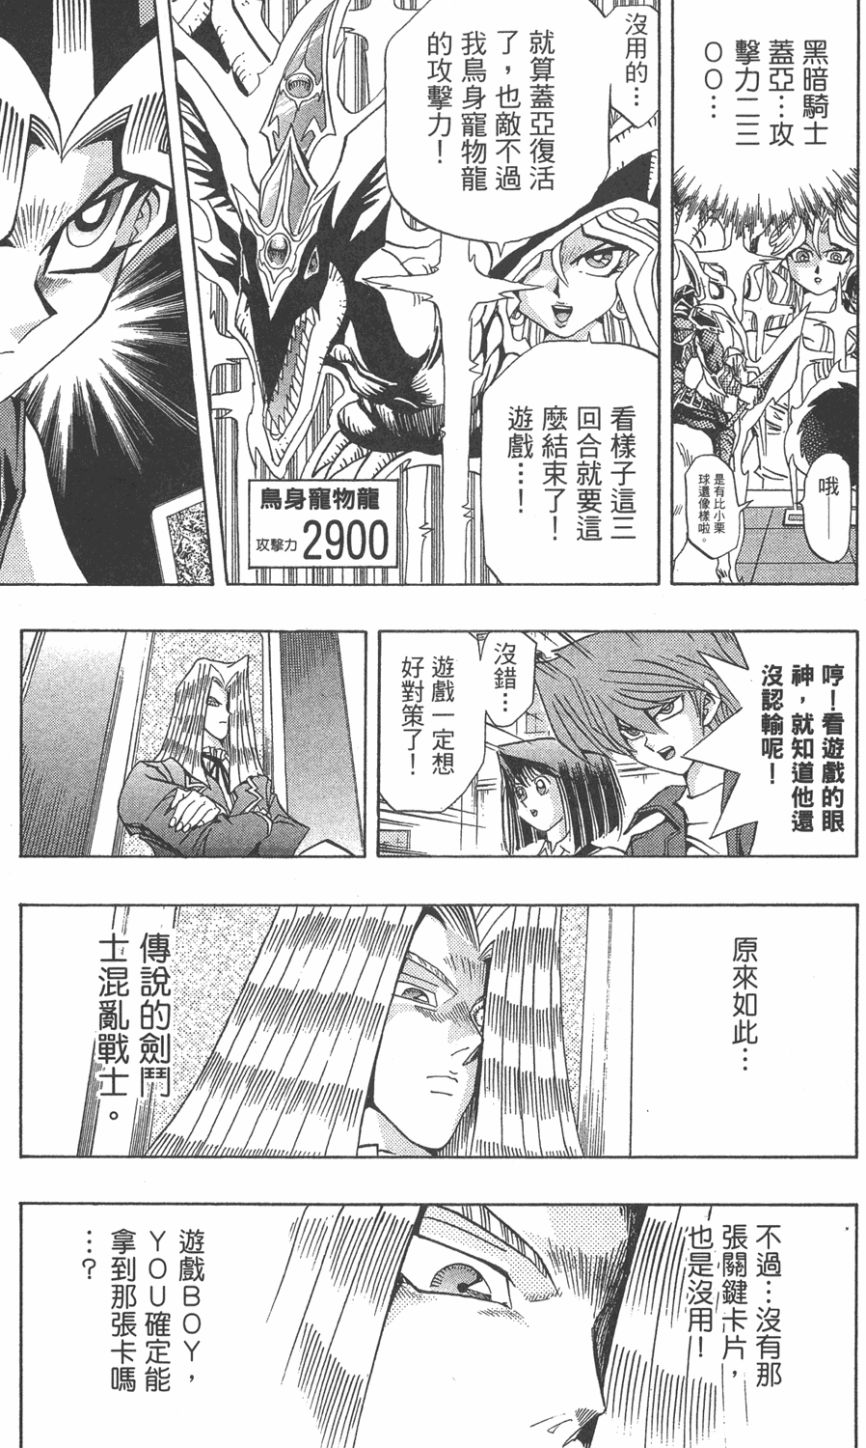 黑暗騎士
蓋亞…攻
擊力二三
００…
哦—
是有比小栗
球還像樣啦。
沒用的…
就算蓋亞復活
了，也敵不過
我鳥身寵物龍
的攻擊力！
看樣子這三
回合就要這
麼結束了！
遊戲…！
鳥身寵物龍
攻擊力2900
哼！看遊戲的眼
神，就知道他還
沒認輸呢！
沒錯…
遊戲一定想
好對策了！
原來如此…
傳說的劍鬥
士混亂戰士。
不過…沒有那
張關鍵卡片，
也是沒用！
遊戲ＢＯＹ，
ＹＯＵ確定能
拿到那張卡嗎
…？